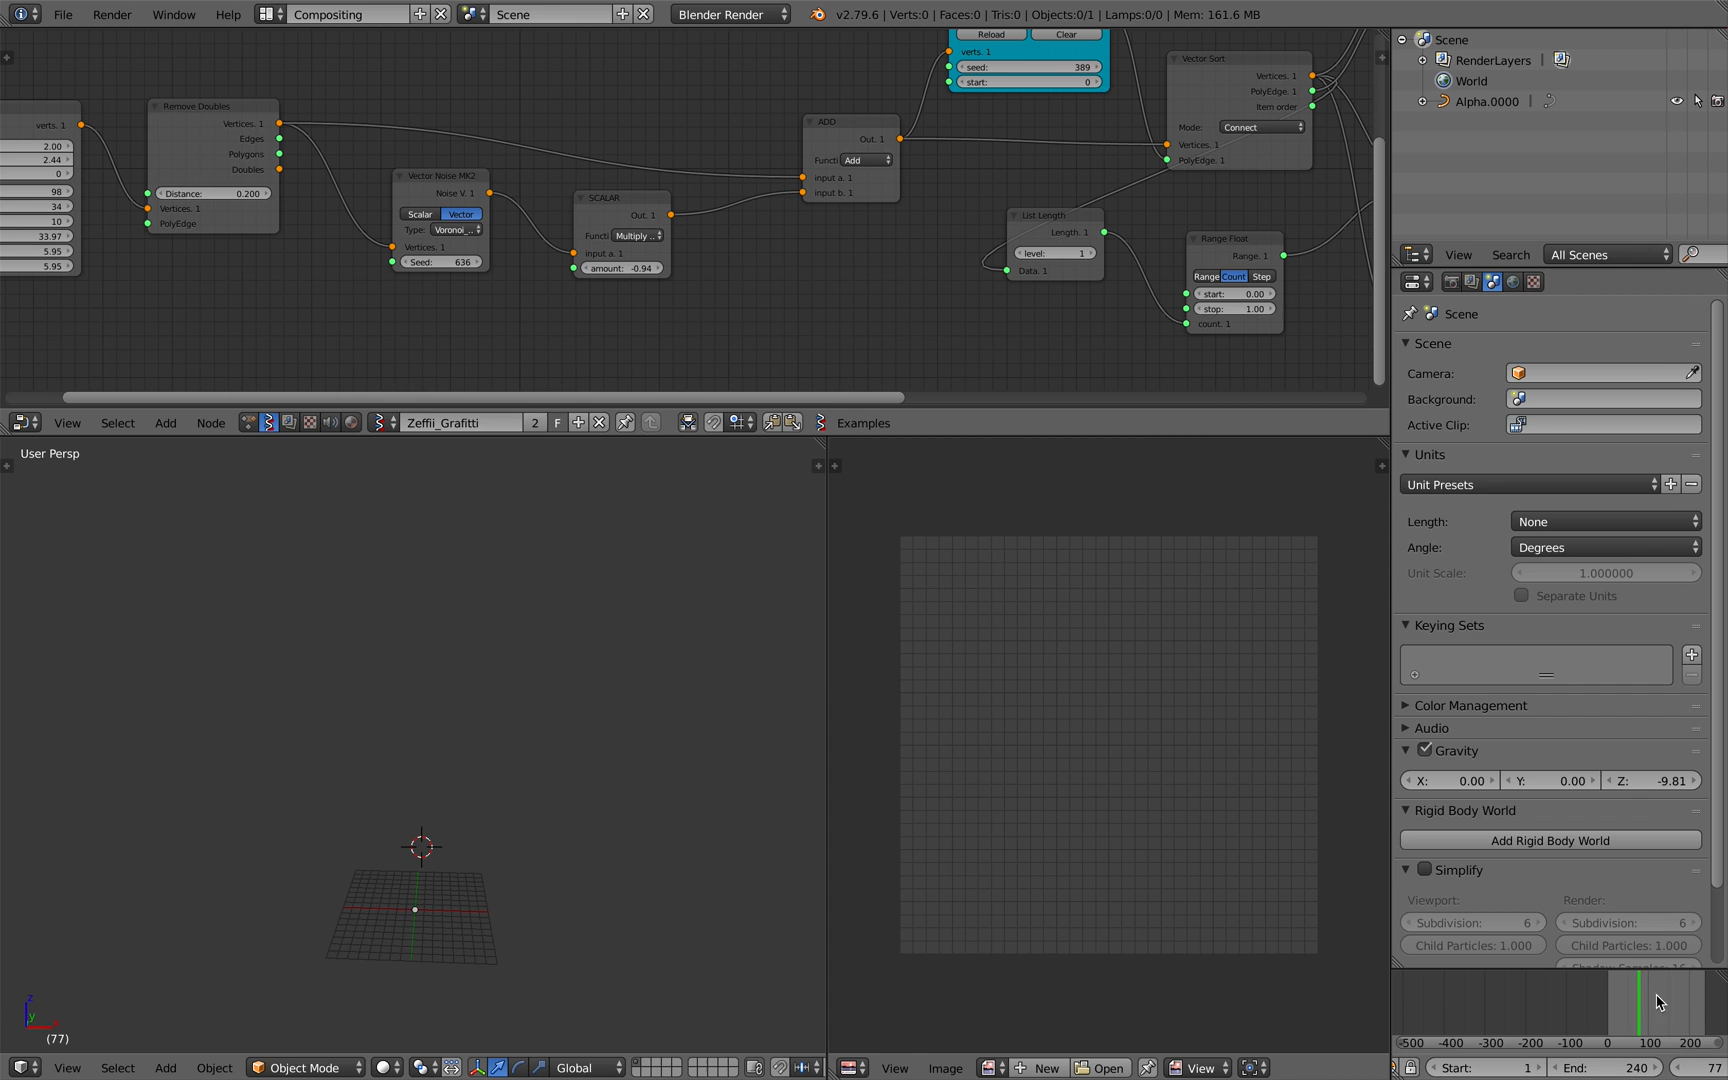 File Render Window Help Compositing Scene Blender Render v2.79.6 | Verts:0 | Faces:0 | Tris:0 | Objects:0/1 | Lamps:0/0 | Mem: 161.6 MB
verts. 1
2.00
2.44
0
98
34
10
33.97
5.95
5.95
Remove Doubles
Vertices. 1
Edges
Polygons
Doubles
Distance: 0.200
Vertices. 1
PolyEdge
Vector Noise MK2
Noise V. 1
Scalar Vector
Type: Voronoi_..
Vertices. 1
Seed: 636
SCALAR
Out. 1
Functi Multiply ..
input a. 1
amount: -0.94
ADD
Out. 1
Functi Add
input a. 1
input b. 1
Reload Clear
verts. 1
seed: 389
start: 0
Vector Sort
Vertices. 1
PolyEdge. 1
Item order
Mode: Connect
Vertices. 1
PolyEdge. 1
List Length
Length. 1
level: 1
Data. 1
Range Float
Range. 1
Range Count Step
start: 0.00
stop: 1.00
count. 1
View Select Add Node Zeffii_Grafitti 2 F Examples
User Persp
z
y
(77)
View Select Add Object Object Mode Global
View Image New Open View
Scene
RenderLayers
World
Alpha.0000
View Search All Scenes
Scene
Scene
Camera:
Background:
Active Clip:
Units
Unit Presets
Length: None
Angle: Degrees
Unit Scale: 1.000000
Separate Units
Keying Sets
Color Management
Audio
Gravity
X: 0.00 Y: 0.00 Z: -9.81
Rigid Body World
Add Rigid Body World
Simplify
Viewport: Render:
Subdivision: 6 Subdivision: 6
Child Particles: 1.000 Child Particles: 1.000
-500 -400 -300 -200 -100 0 100 200
Start: 1 End: 240 77